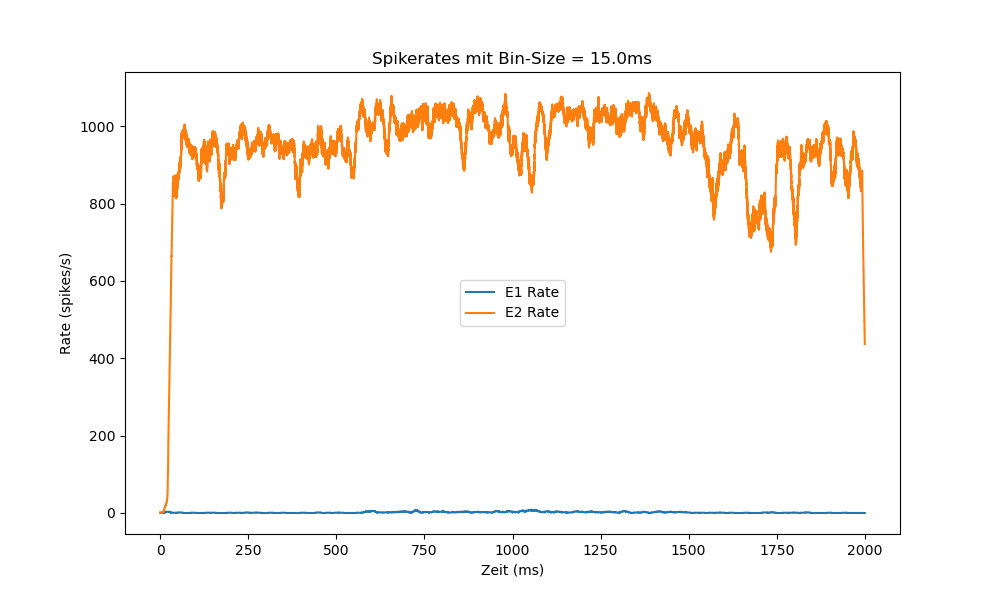 Spikerates mit Bin-Size = 15.0ms
1000
800
600
400
200
0
Rate (spikes/s)
E1 Rate
E2 Rate
0 250 500 750 1000 1250 1500 1750 2000
Zeit (ms)